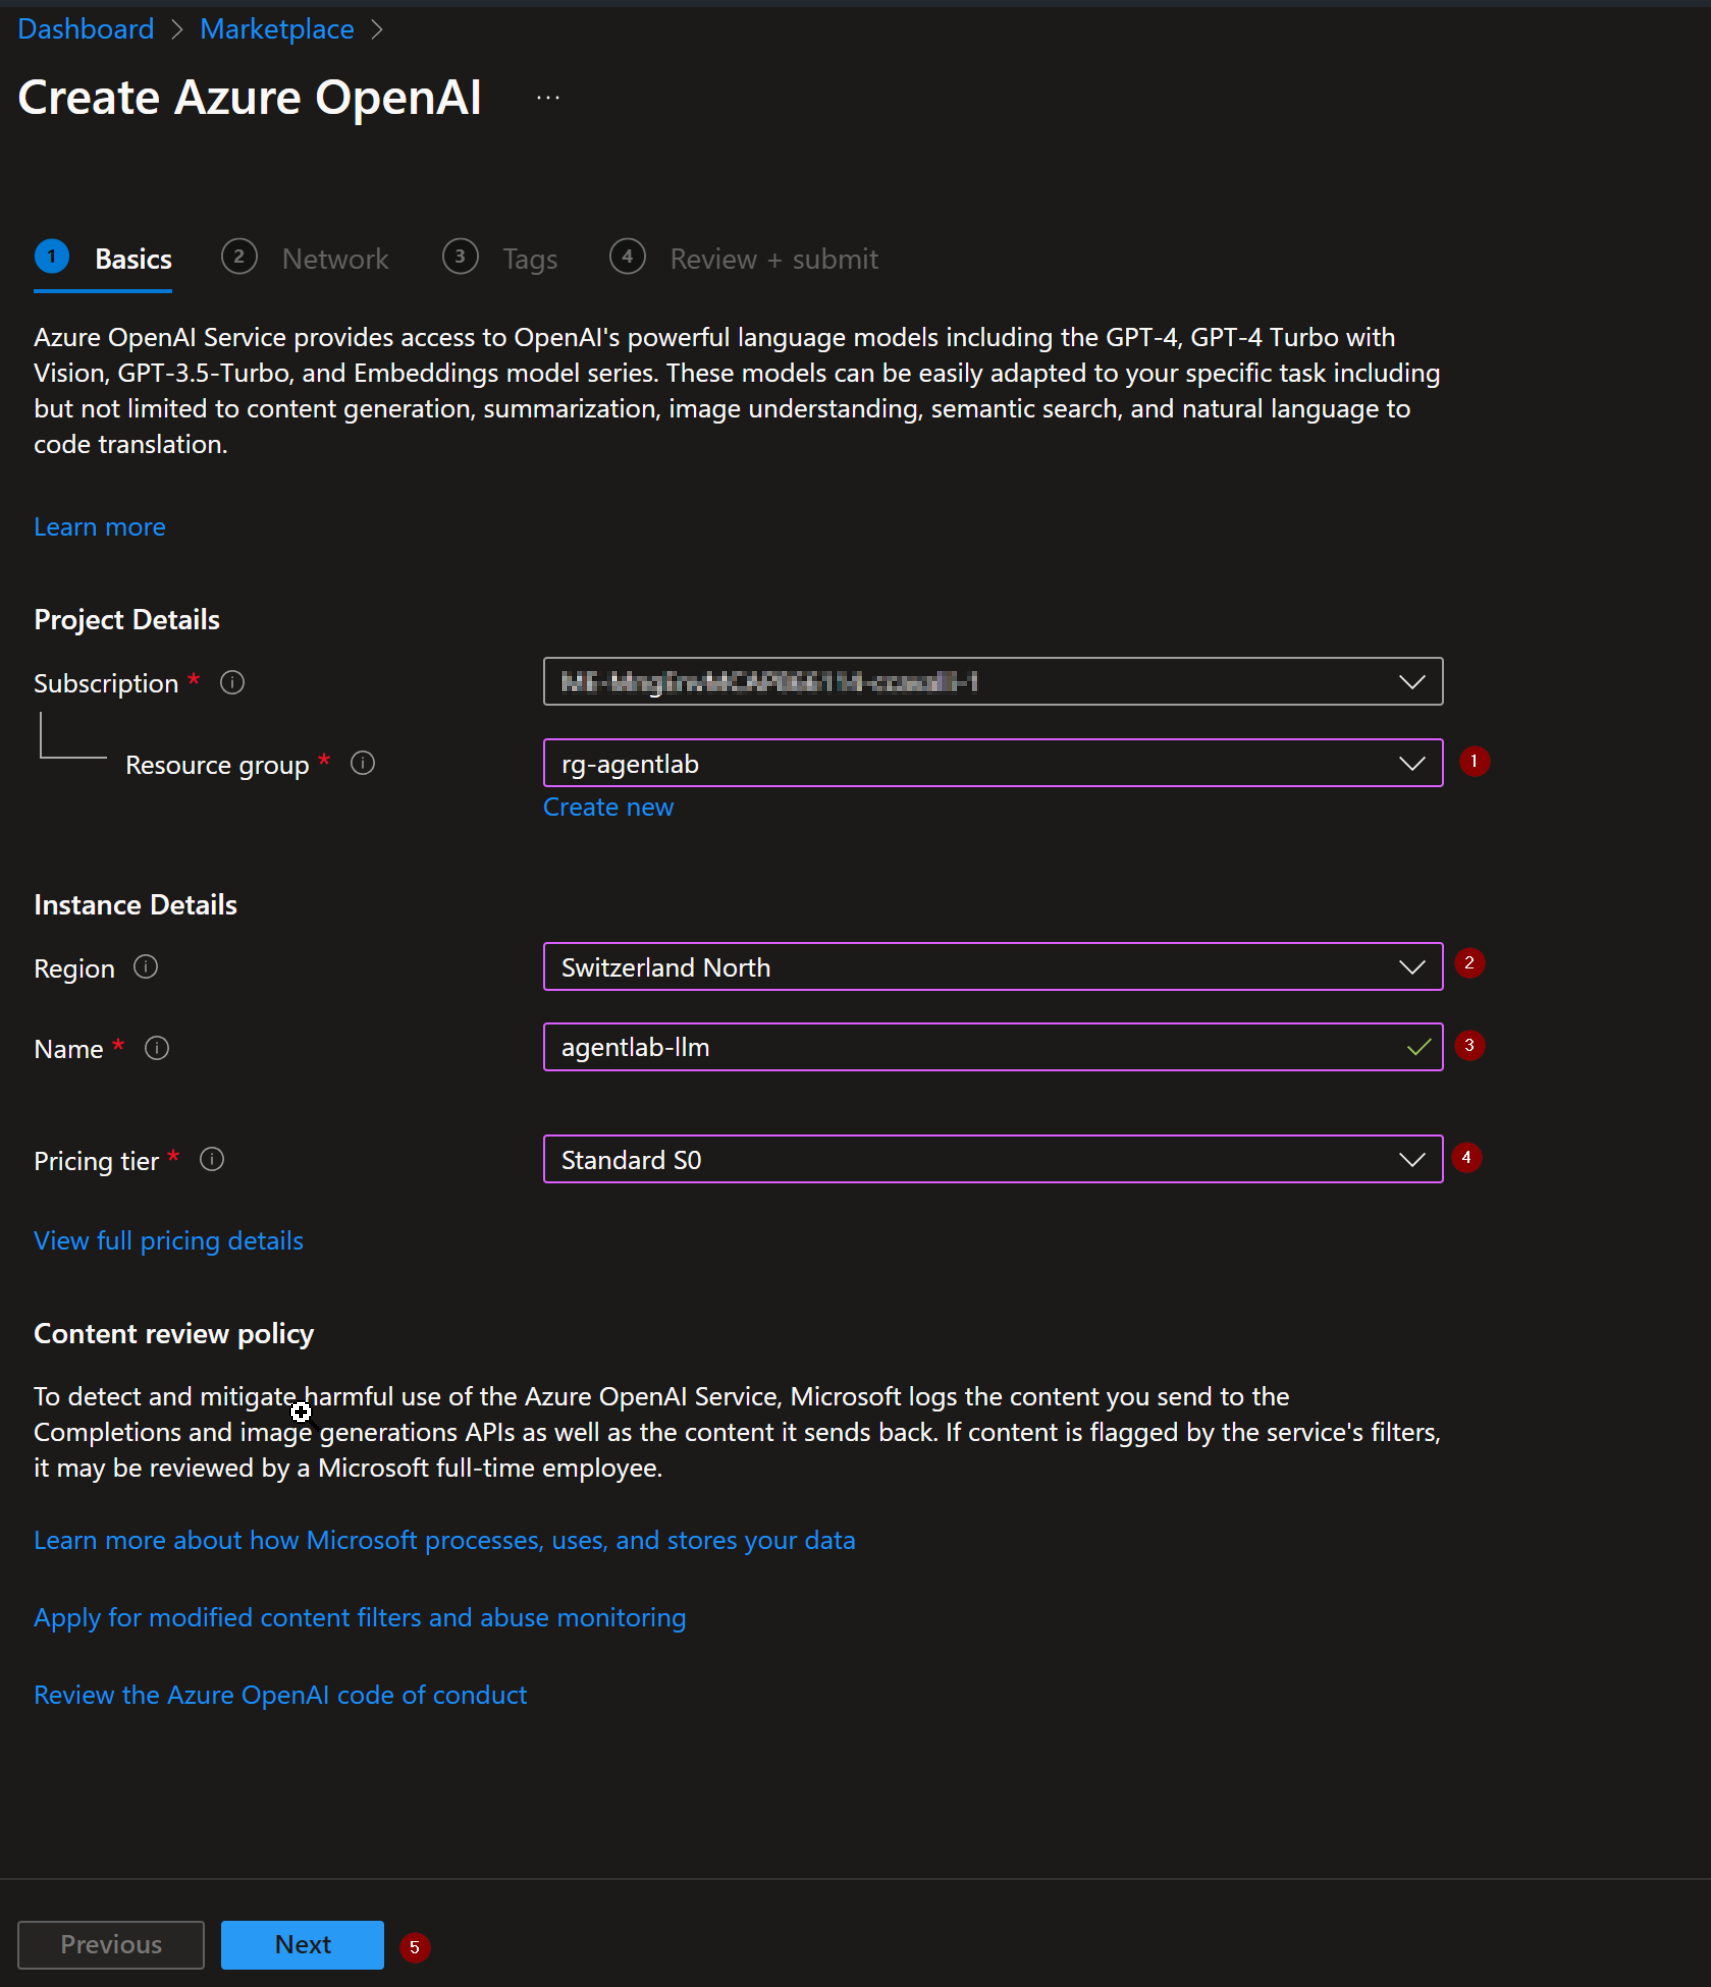 Dashboard > Marketplace >
Create Azure OpenAI ...
1 Basics 2 Network 3 Tags 4 Review + submit
Azure OpenAI Service provides access to OpenAI's powerful language models including the GPT-4, GPT-4 Turbo with
Vision, GPT-3.5-Turbo, and Embeddings model series. These models can be easily adapted to your specific task including
but not limited to content generation, summarization, image understanding, semantic search, and natural language to
code translation.
Learn more
Project Details
Subscription *
Resource group * rg-agentlab 1
Create new
Instance Details
Region Switzerland North 2
Name * agentlab-llm 3
Pricing tier * Standard S0 4
View full pricing details
Content review policy
To detect and mitigate harmful use of the Azure OpenAI Service, Microsoft logs the content you send to the
Completions and image generations APIs as well as the content it sends back. If content is flagged by the service's filters,
it may be reviewed by a Microsoft full-time employee.
Learn more about how Microsoft processes, uses, and stores your data
Apply for modified content filters and abuse monitoring
Review the Azure OpenAI code of conduct
Previous Next 5